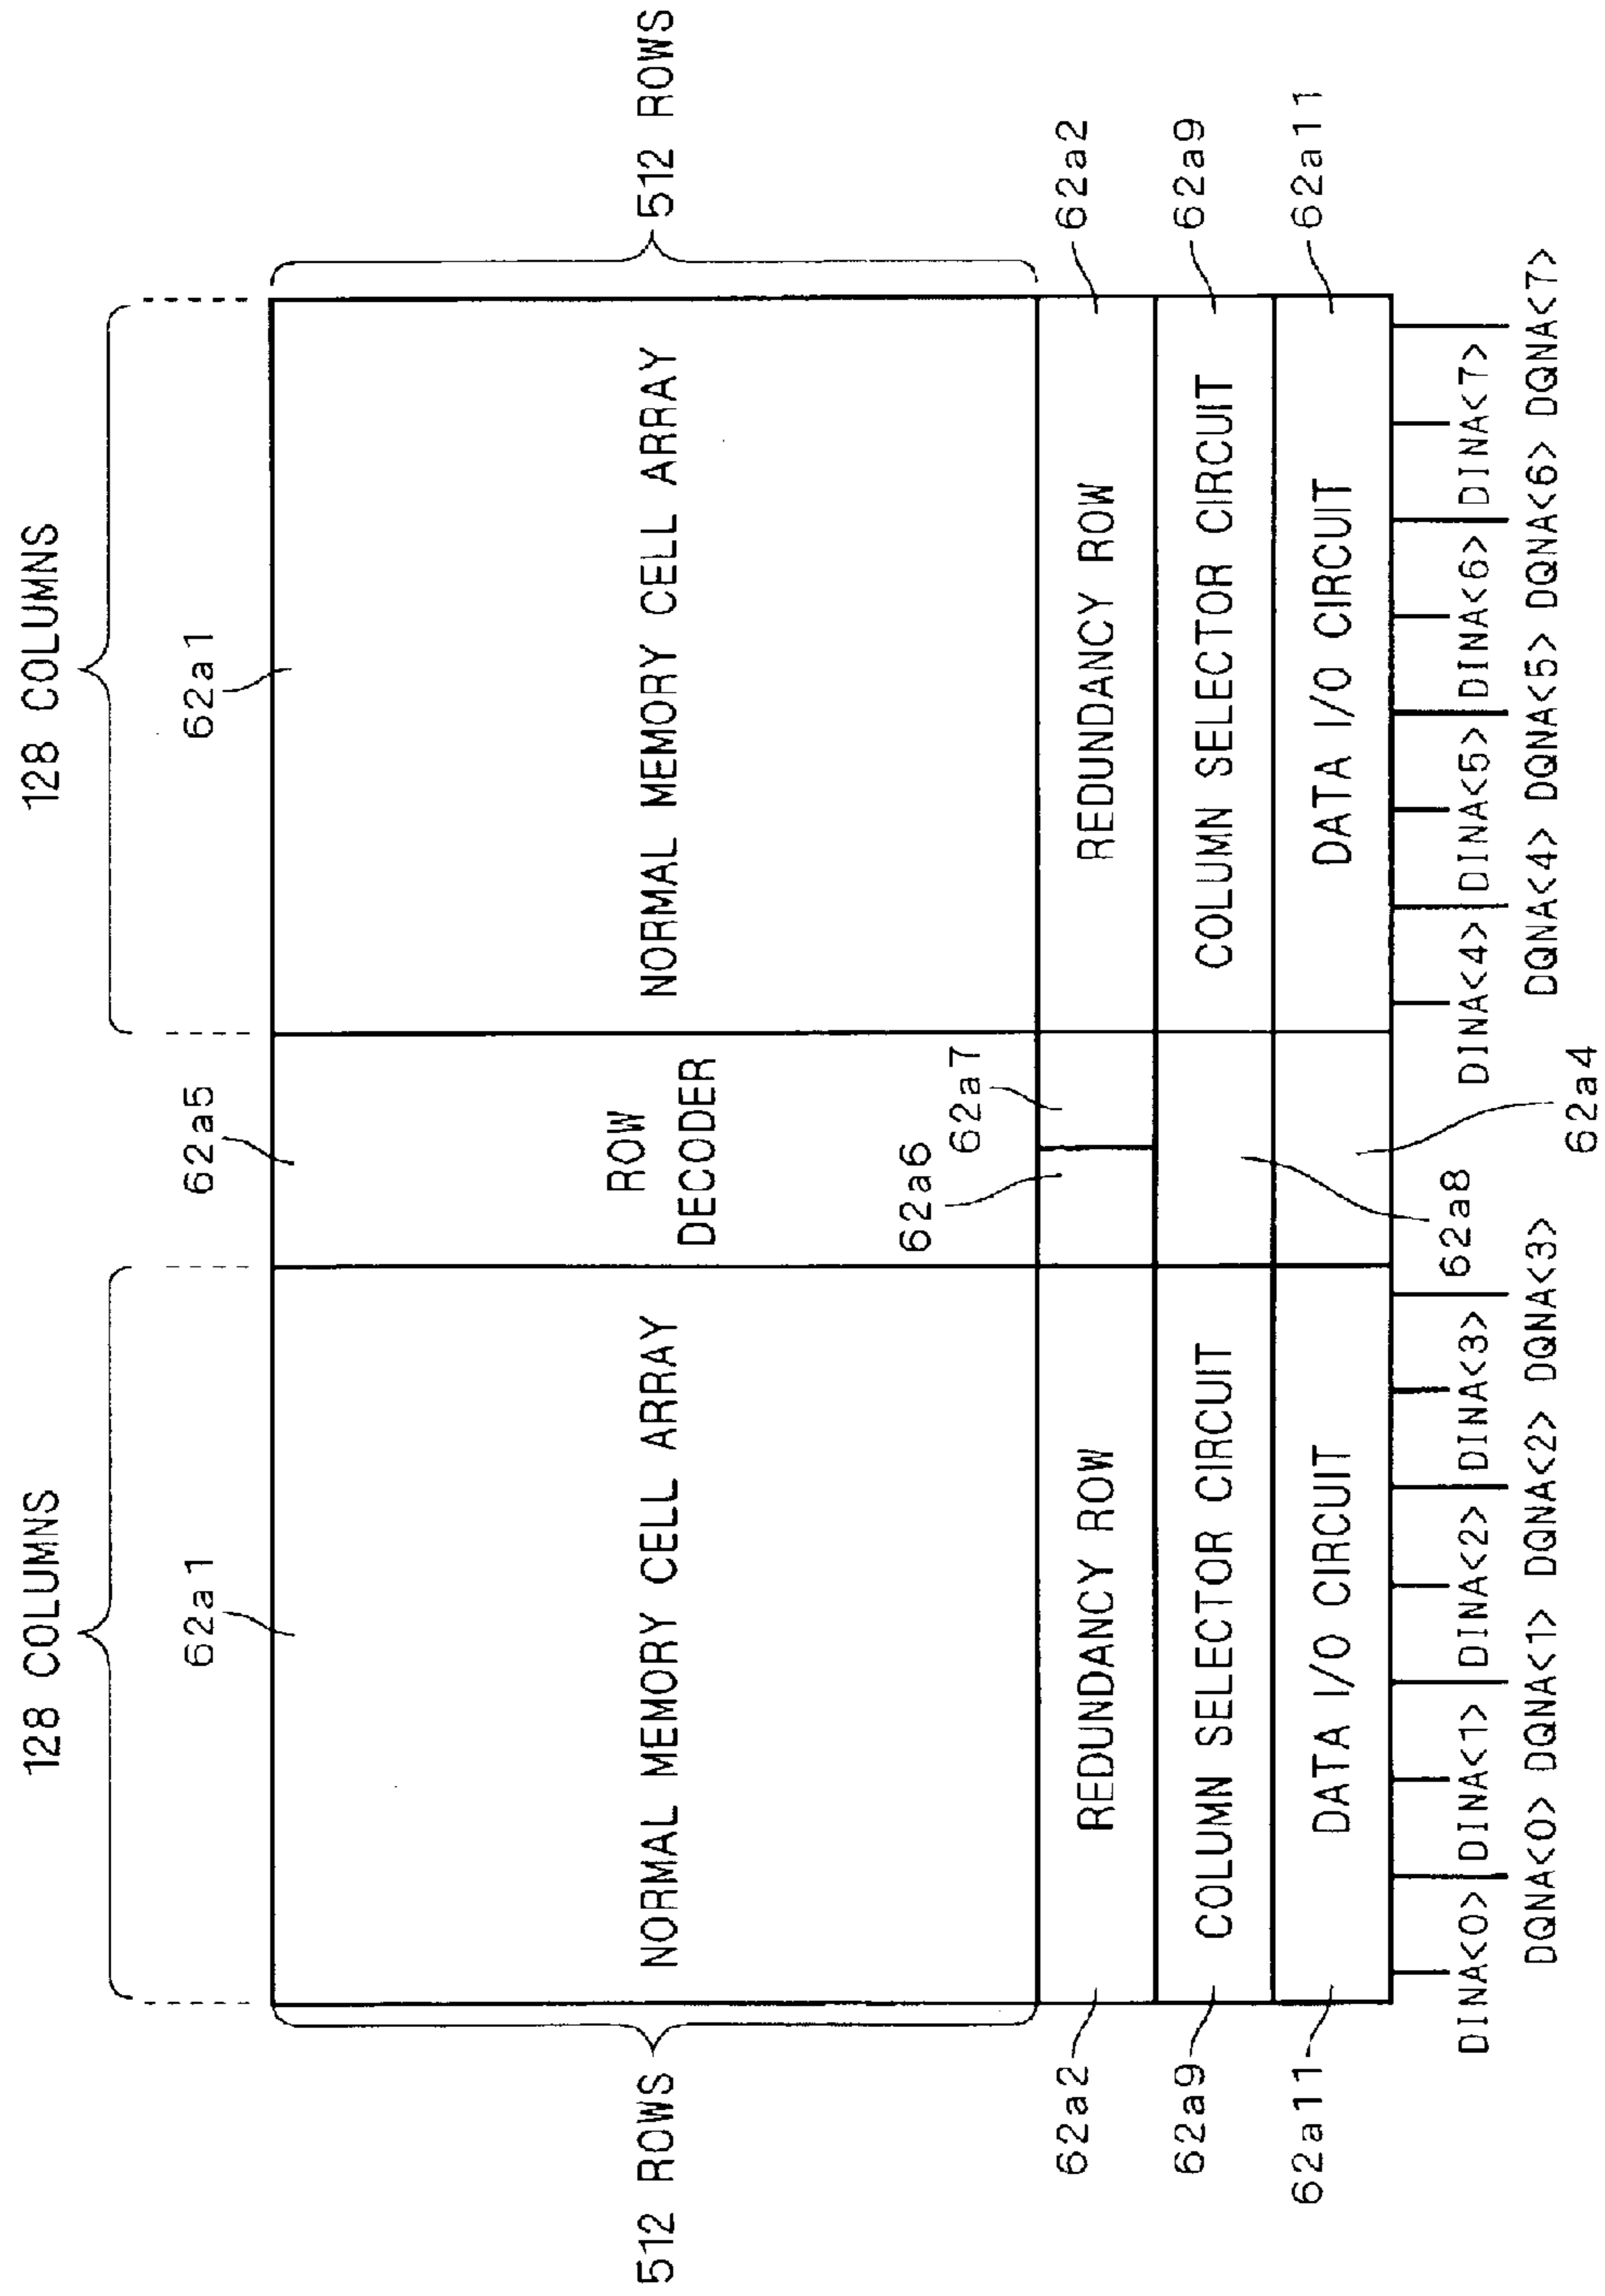 128 COLUMNS
128 COLUMNS
62a1
62a5
62a1
512 ROWS
NORMAL MEMORY CELL ARRAY
ROW
DECODER
NORMAL MEMORY CELL ARRAY
512 ROWS
62a6
62a7
62a2
REDUNDANCY ROW
REDUNDANCY ROW
62a2
62a9
COLUMN SELECTOR CIRCUIT
COLUMN SELECTOR CIRCUIT
62a9
62a11
DATA I/O CIRCUIT
DATA I/O CIRCUIT
62a11
DINA<0> DINA<1> DINA<2> DINA<3>
62a8
DINA<4> DINA<5> DINA<6> DINA<7>
DQNA<0> DQNA<1> DQNA<2> DQNA<3>
DQNA<4> DQNA<5> DQNA<6> DQNA<7>
62a4